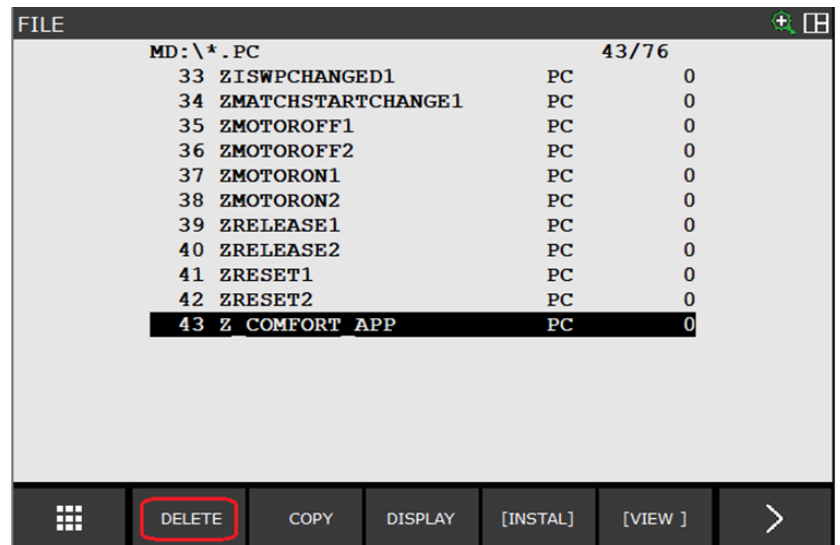 FILE
MD:\*.PC 43/76
33 ZISWPCHANGED1 PC 0
34 ZMATCHSTARTCHANGE1 PC 0
35 ZMOTOROFF1 PC 0
36 ZMOTOROFF2 PC 0
37 ZMOTORON1 PC 0
38 ZMOTORON2 PC 0
39 ZRELEASE1 PC 0
40 ZRELEASE2 PC 0
41 ZRESET1 PC 0
42 ZRESET2 PC 0
43 Z_COMFORT_APP PC 0
DELETE COPY DISPLAY [INSTAL] [VIEW ] >